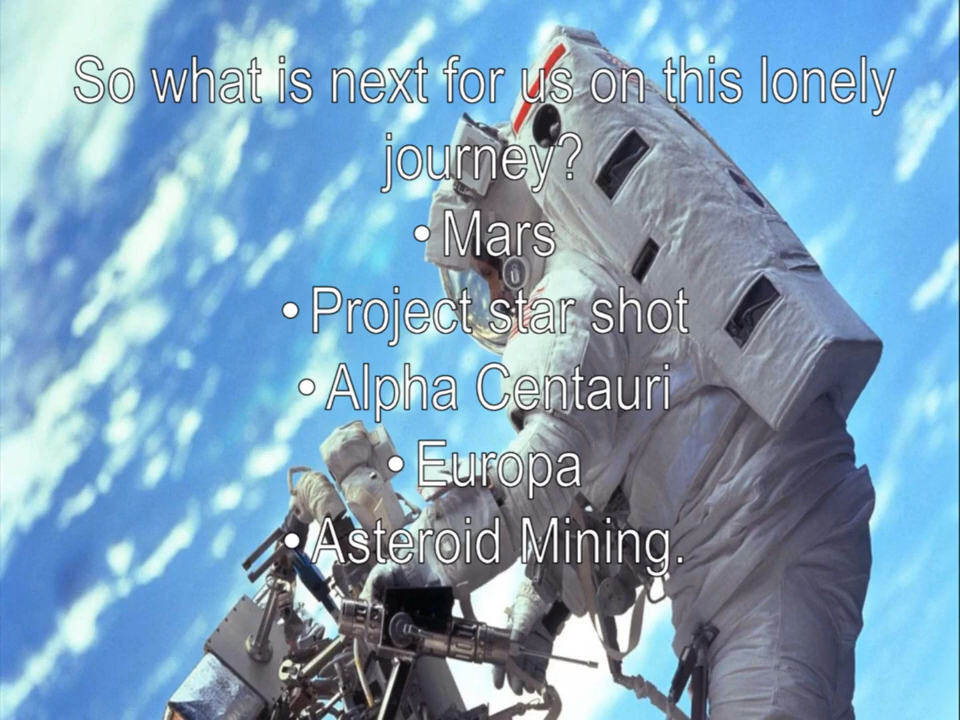 So what is next for us on this lonely
journey?
• Mars
• Project star shot
• Alpha Centauri
• Europa
• Asteroid Mining.